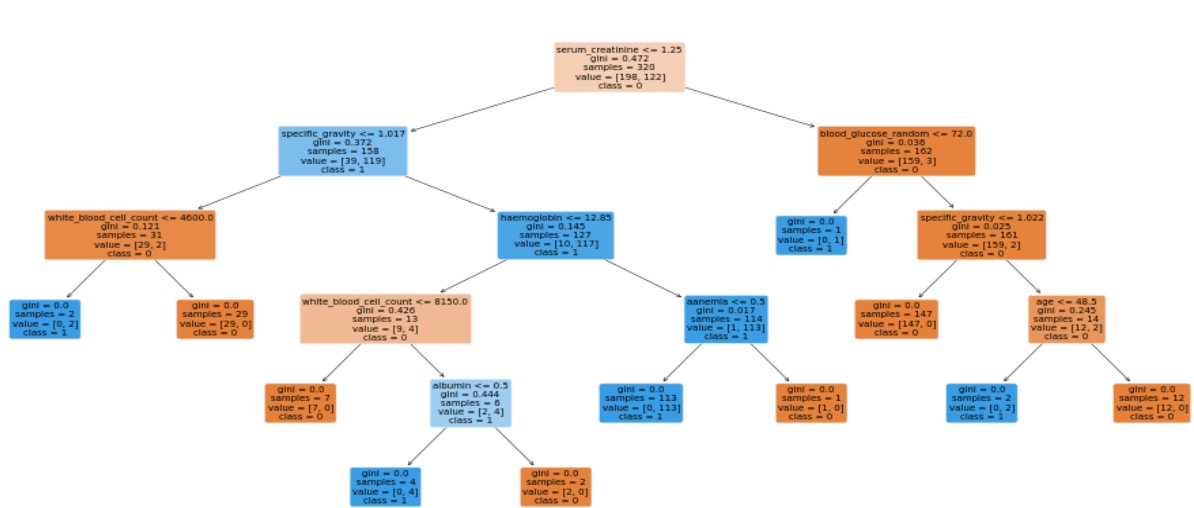 serum_creatinine <= 1.25
gini = 0.472
samples = 320
value = [198, 122]
class = 0
specific_gravity <= 1.017
gini = 0.372
samples = 158
value = [39, 119]
class = 1
blood_glucose_random <= 72.0
gini = 0.036
samples = 162
value = [159, 3]
class = 0
white_blood_cell_count <= 4600.0
gini = 0.121
samples = 31
value = [29, 2]
class = 0
haemoglobin <= 12.85
gini = 0.145
samples = 127
value = [10, 117]
class = 1
gini = 0.0
samples = 1
value = [0, 1]
class = 1
specific_gravity <= 1.022
gini = 0.025
samples = 161
value = [159, 2]
class = 0
gini = 0.0
samples = 2
value = [0, 2]
class = 1
gini = 0.0
samples = 29
value = [29, 0]
class = 0
white_blood_cell_count <= 8150.0
gini = 0.426
samples = 13
value = [9, 4]
class = 0
aanemia <= 0.5
gini = 0.017
samples = 114
value = [1, 113]
class = 1
gini = 0.0
samples = 147
value = [147, 0]
class = 0
age <= 48.5
gini = 0.245
samples = 14
value = [12, 2]
class = 0
gini = 0.0
samples = 7
value = [7, 0]
class = 0
albumin <= 0.5
gini = 0.444
samples = 6
value = [2, 4]
class = 1
gini = 0.0
samples = 113
value = [0, 113]
class = 1
gini = 0.0
samples = 1
value = [1, 0]
class = 0
gini = 0.0
samples = 2
value = [0, 2]
class = 1
gini = 0.0
samples = 12
value = [12, 0]
class = 0
gini = 0.0
samples = 4
value = [0, 4]
class = 1
gini = 0.0
samples = 2
value = [2, 0]
class = 0